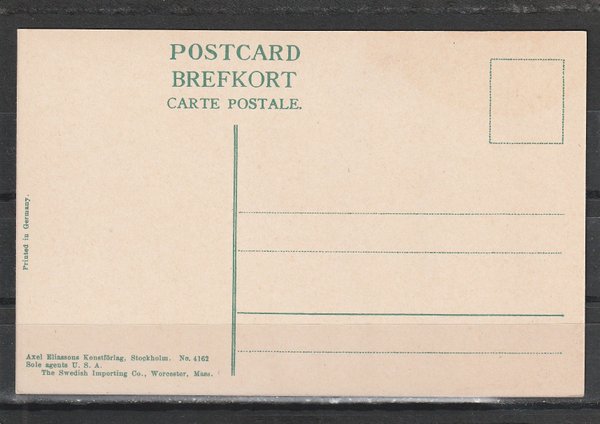 POSTCARD
BREFKORT
CARTE POSTALE.
Printed in Germany.
Axel Eliassons Konstförlag, Stockholm. No. 4162
Sole agents U. S. A.
The Swedish Importing Co., Worcester, Mass.